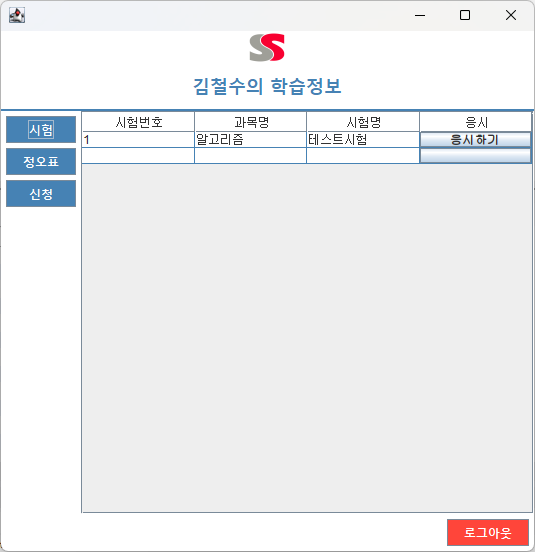 SS
김철수의 학습정보
시험
정오표
신청
시험번호 과목명 시험명 응시
1 알고리즘 테스트시험 응시하기
로그아웃